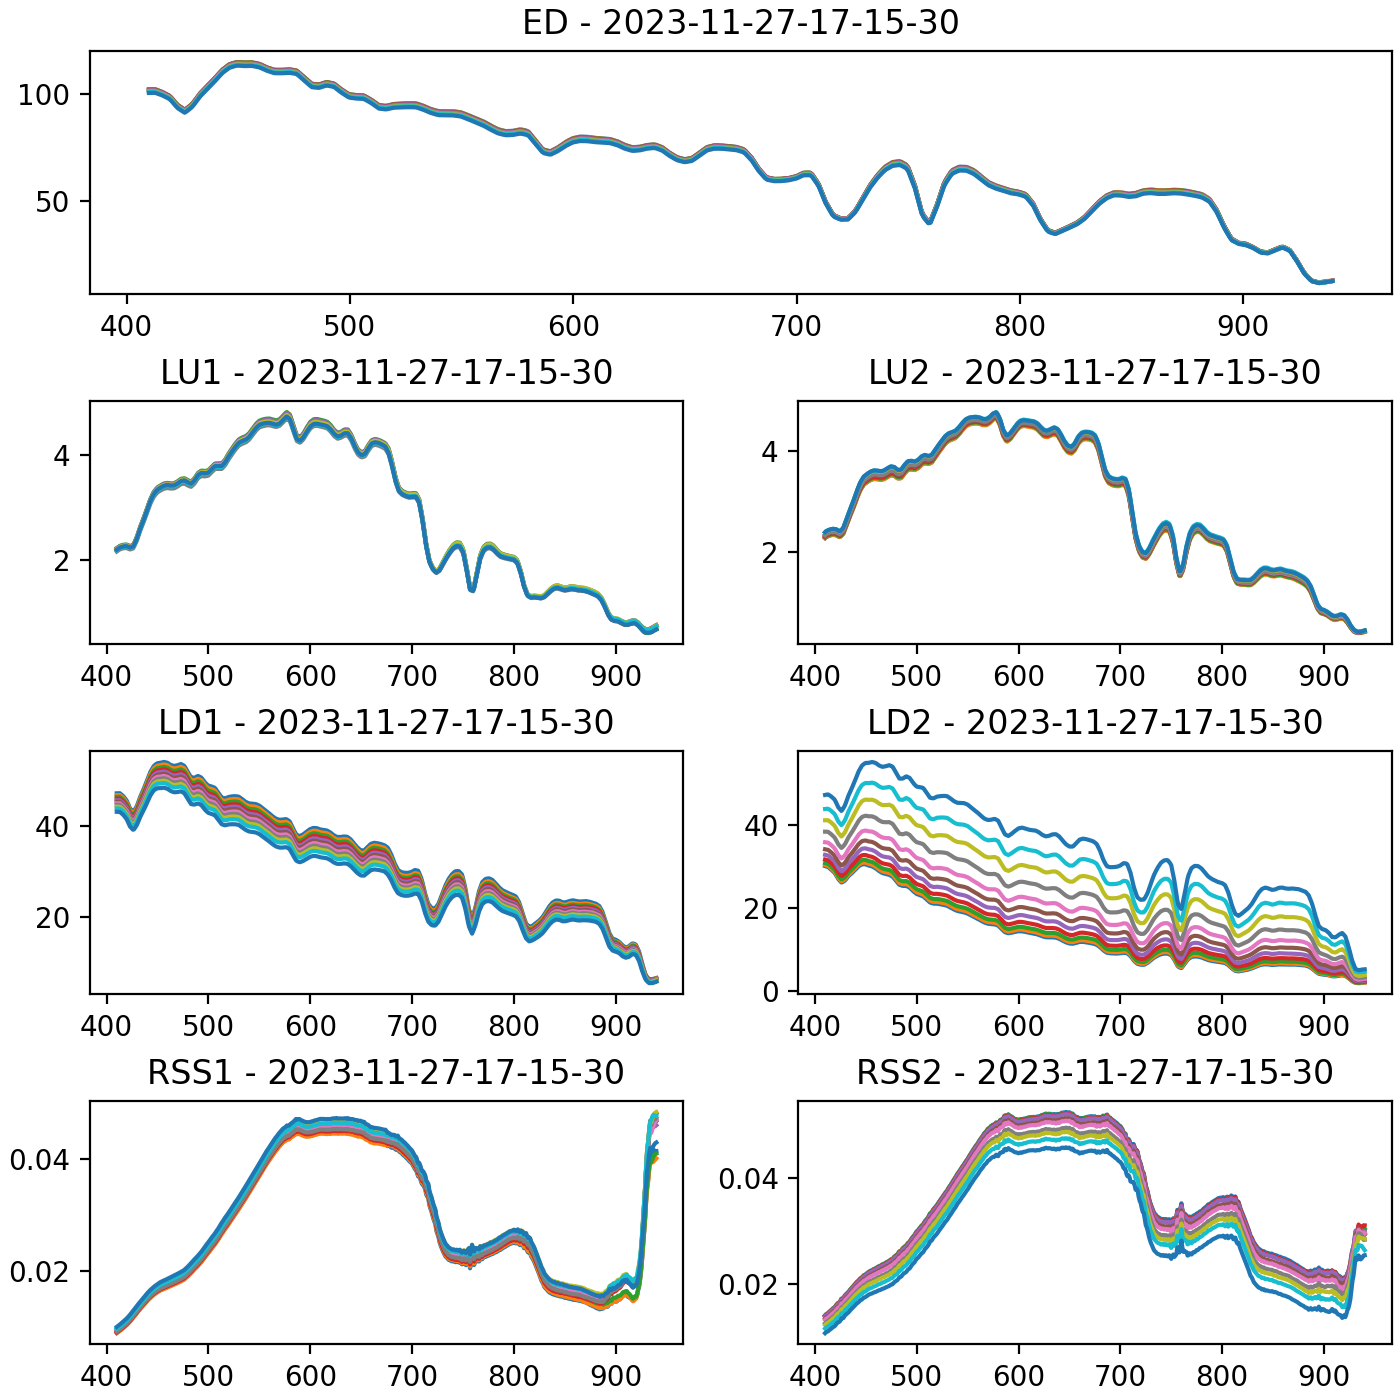 ED - 2023-11-27-17-15-30
100
50
400 500 600 700 800 900
LU1 - 2023-11-27-17-15-30
LU2 - 2023-11-27-17-15-30
4
2
400 500 600 700 800 900
4
2
400 500 600 700 800 900
LD1 - 2023-11-27-17-15-30
LD2 - 2023-11-27-17-15-30
40
20
400 500 600 700 800 900
40
20
0
400 500 600 700 800 900
RSS1 - 2023-11-27-17-15-30
RSS2 - 2023-11-27-17-15-30
0.04
0.02
400 500 600 700 800 900
0.04
0.02
400 500 600 700 800 900